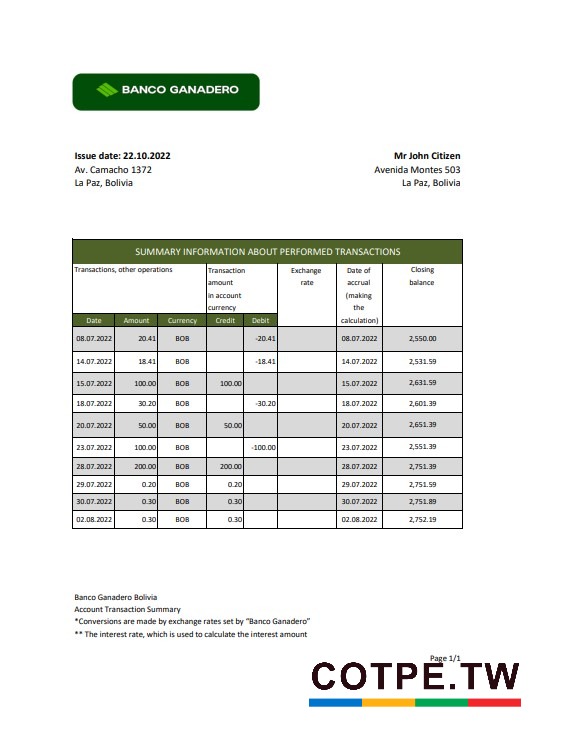 BANCO GANADERO
Issue date: 22.10.2022
Av. Camacho 1372
La Paz, Bolivia
Mr John Citizen
Avenida Montes 503
La Paz, Bolivia
SUMMARY INFORMATION ABOUT PERFORMED TRANSACTIONS
Transactions, other operations
Transaction
amount
in account
currency
Exchange
rate
Date of
accrual
(making
the
calculation)
Closing
balance
Date Amount Currency Credit Debit
08.07.2022 20.41 BOB -20.41 08.07.2022 2,550.00
14.07.2022 18.41 BOB -18.41 14.07.2022 2,531.59
15.07.2022 100.00 BOB 100.00 15.07.2022 2,631.59
18.07.2022 30.20 BOB -30.20 18.07.2022 2,601.39
20.07.2022 50.00 BOB 50.00 20.07.2022 2,651.39
23.07.2022 100.00 BOB -100.00 23.07.2022 2,551.39
28.07.2022 200.00 BOB 200.00 28.07.2022 2,751.39
29.07.2022 0.20 BOB 0.20 29.07.2022 2,751.59
30.07.2022 0.30 BOB 0.30 30.07.2022 2,751.89
02.08.2022 0.30 BOB 0.30 02.08.2022 2,752.19
Banco Ganadero Bolivia
Account Transaction Summary
*Conversions are made by exchange rates set by “Banco Ganadero”
** The interest rate, which is used to calculate the interest amount
Page 1/1
COTPE.TW